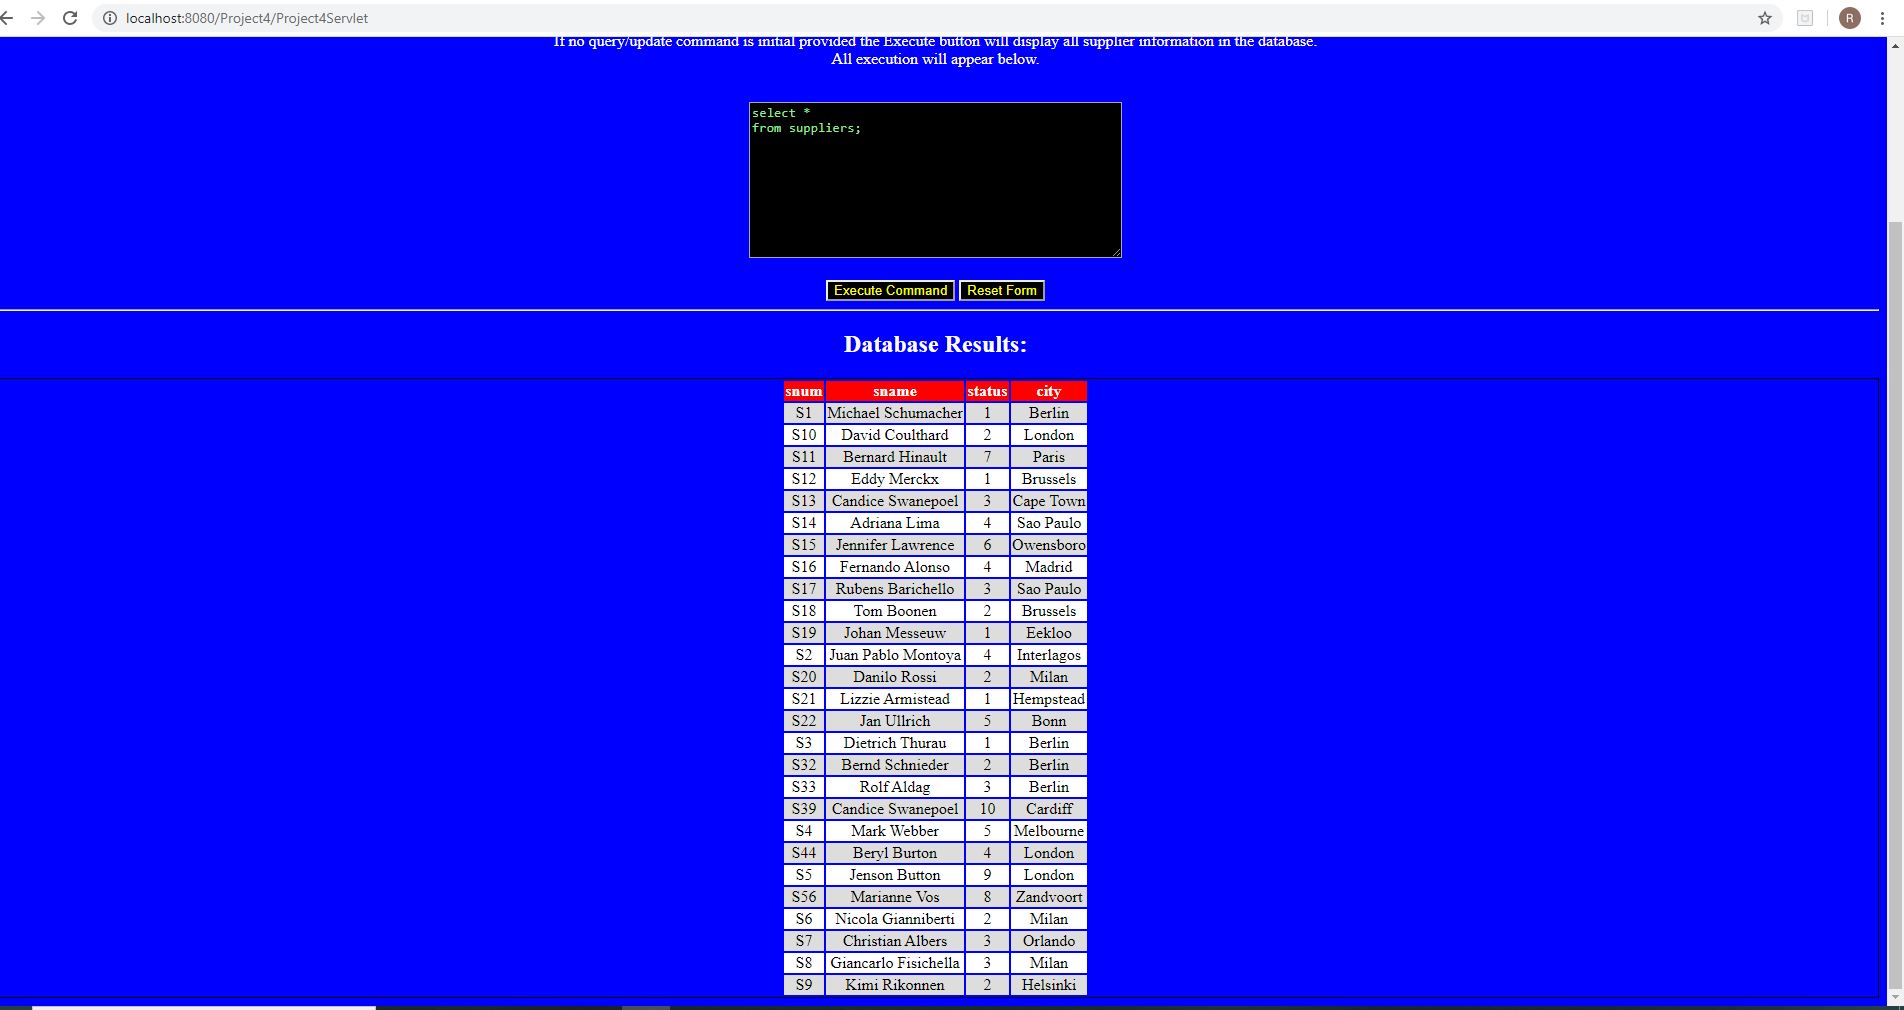 localhost:8080/Project4/Project4Servlet
R
If no query/update command is initial provided the Execute button will display all supplier information in the database.
All execution will appear below.
select *
from suppliers;
Execute Command Reset Form
Database Results:
snum sname status city
S1 Michael Schumacher 1 Berlin
S10 David Coulthard 2 London
S11 Bernard Hinault 7 Paris
S12 Eddy Merckx 1 Brussels
S13 Candice Swanepoel 3 Cape Town
S14 Adriana Lima 4 Sao Paulo
S15 Jennifer Lawrence 6 Owensboro
S16 Fernando Alonso 4 Madrid
S17 Rubens Barichello 3 Sao Paulo
S18 Tom Boonen 2 Brussels
S19 Johan Messeuw 1 Eekloo
S2 Juan Pablo Montoya 4 Interlagos
S20 Danilo Rossi 2 Milan
S21 Lizzie Armistead 1 Hempstead
S22 Jan Ullrich 5 Bonn
S3 Dietrich Thurau 1 Berlin
S32 Bernd Schnieder 2 Berlin
S33 Rolf Aldag 3 Berlin
S39 Candice Swanepoel 10 Cardiff
S4 Mark Webber 5 Melbourne
S44 Beryl Burton 4 London
S5 Jenson Button 9 London
S56 Marianne Vos 8 Zandvoort
S6 Nicola Gianniberti 2 Milan
S7 Christian Albers 3 Orlando
S8 Giancarlo Fisichella 3 Milan
S9 Kimi Rikonnen 2 Helsinki